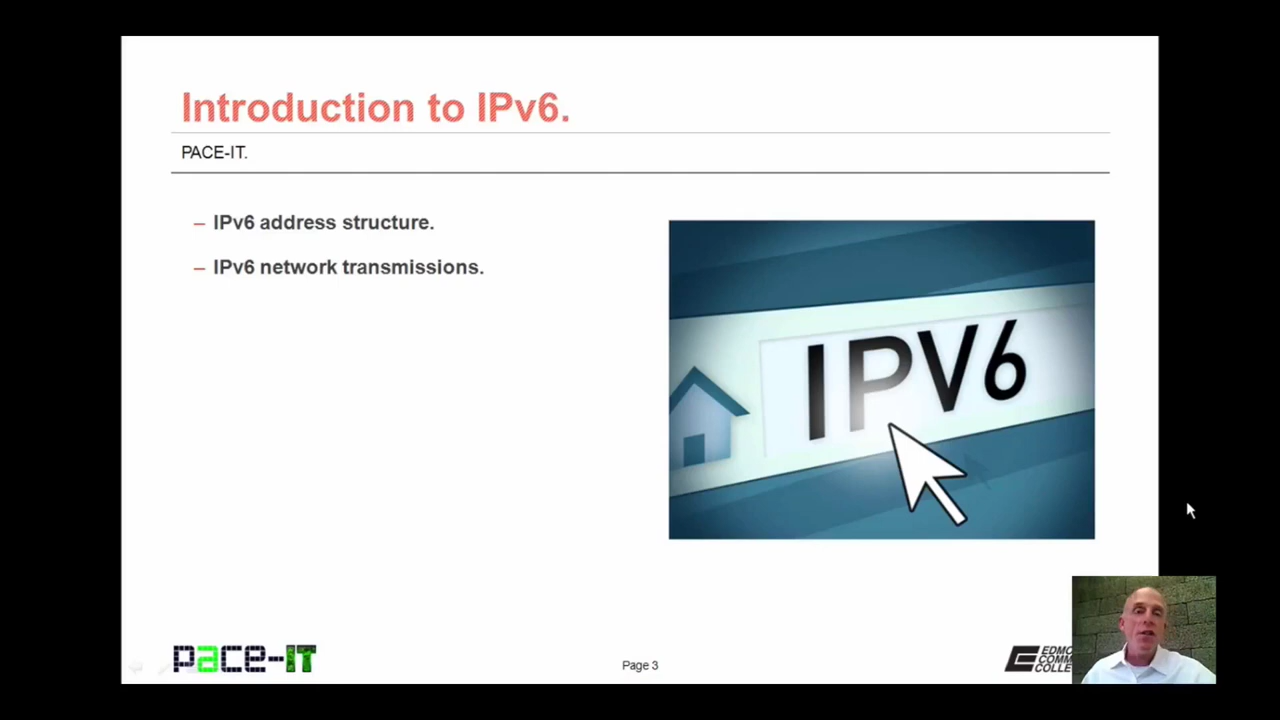 Introduction to IPv6.
PACE-IT.
– IPv6 address structure.
– IPv6 network transmissions.
IPV6
pace-IT
Page 3